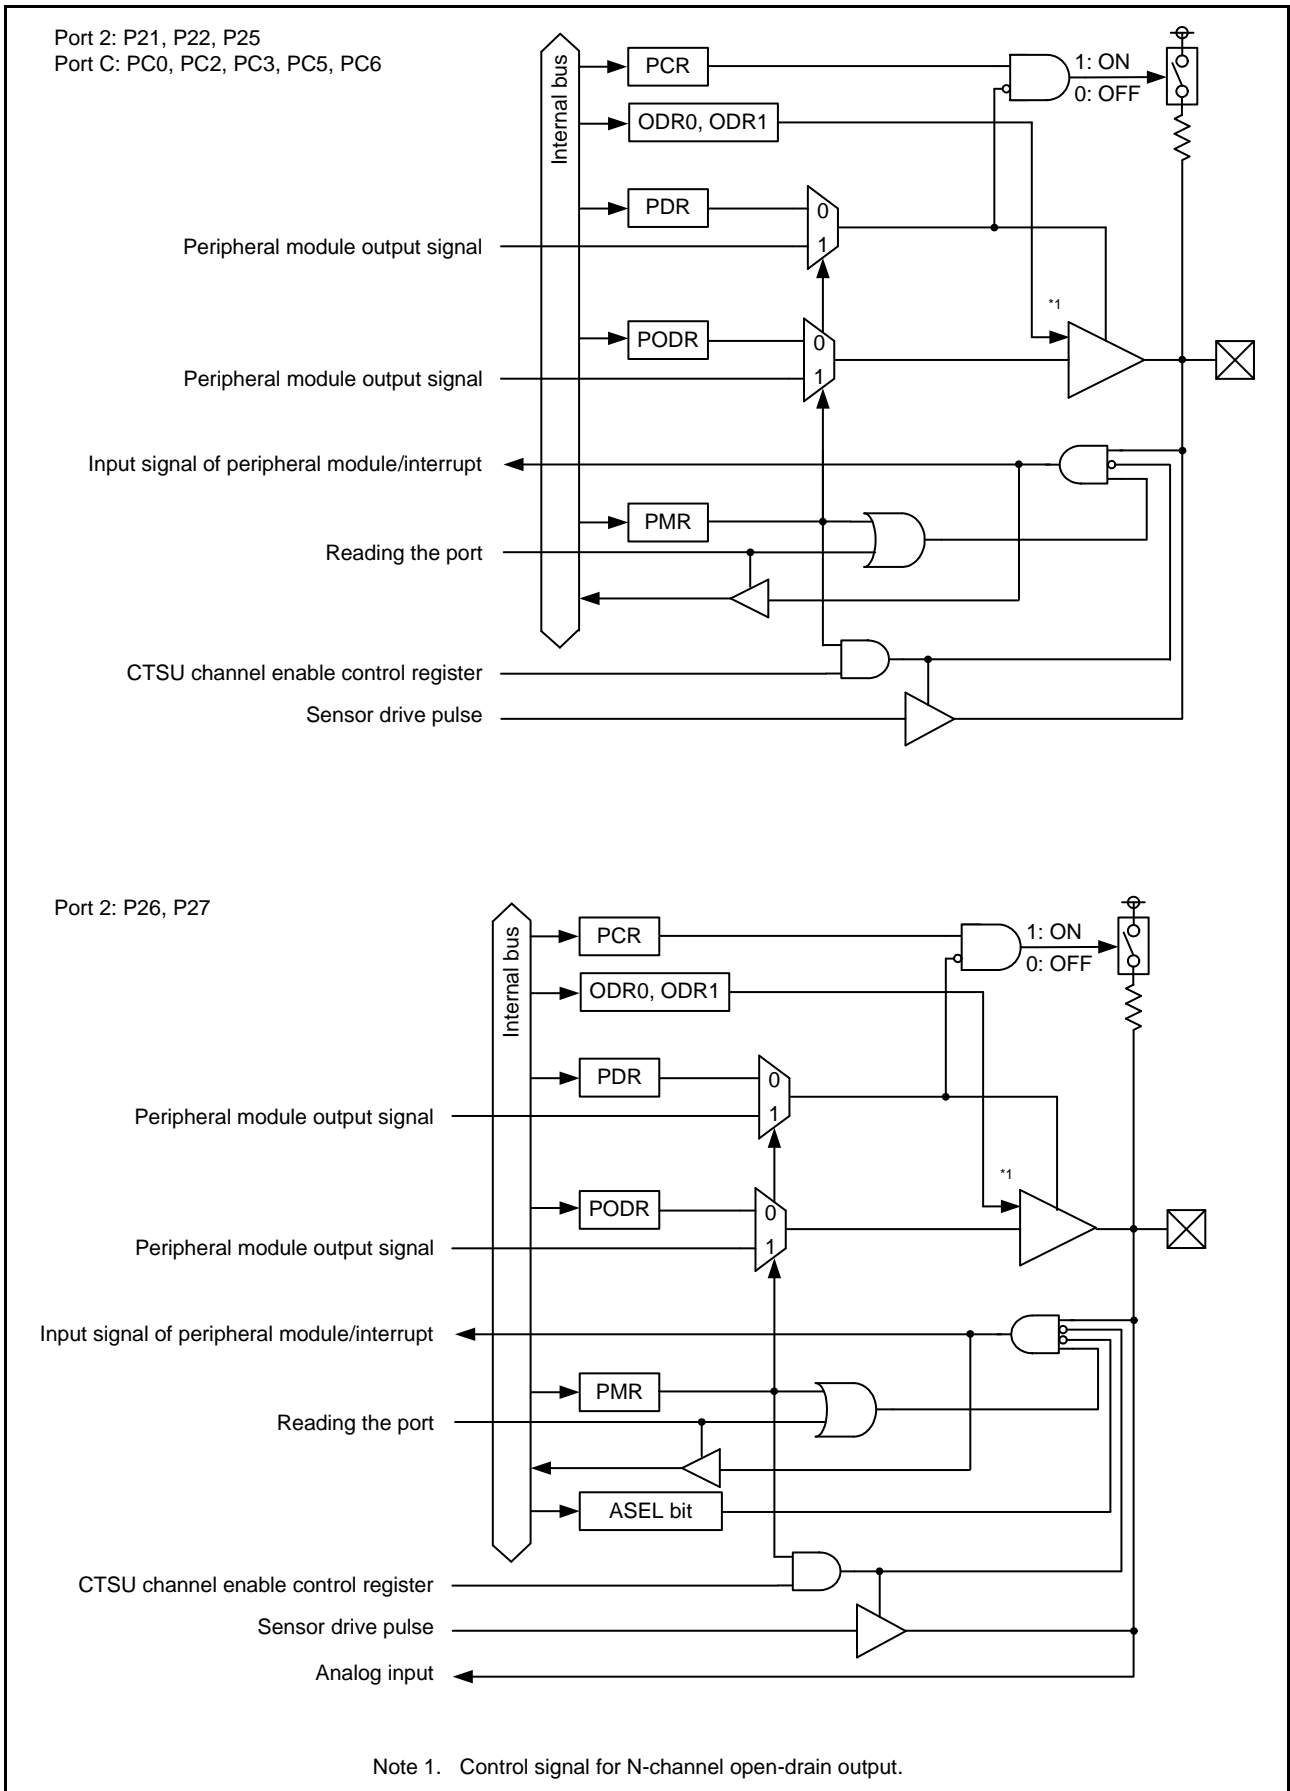 Port 2: P21, P22, P25
Port C: PC0, PC2, PC3, PC5, PC6
Internal bus
PCR
1: ON
0: OFF
ODR0, ODR1
PDR
0
Peripheral module output signal
1
*1
PODR
0
Peripheral module output signal
1
Input signal of peripheral module/interrupt
PMR
Reading the port
CTSU channel enable control register
Sensor drive pulse
Port 2: P26, P27
Internal bus
PCR
1: ON
0: OFF
ODR0, ODR1
PDR
0
Peripheral module output signal
1
*1
PODR
0
Peripheral module output signal
1
Input signal of peripheral module/interrupt
PMR
Reading the port
ASEL bit
CTSU channel enable control register
Sensor drive pulse
Analog input
Note 1. Control signal for N-channel open-drain output.